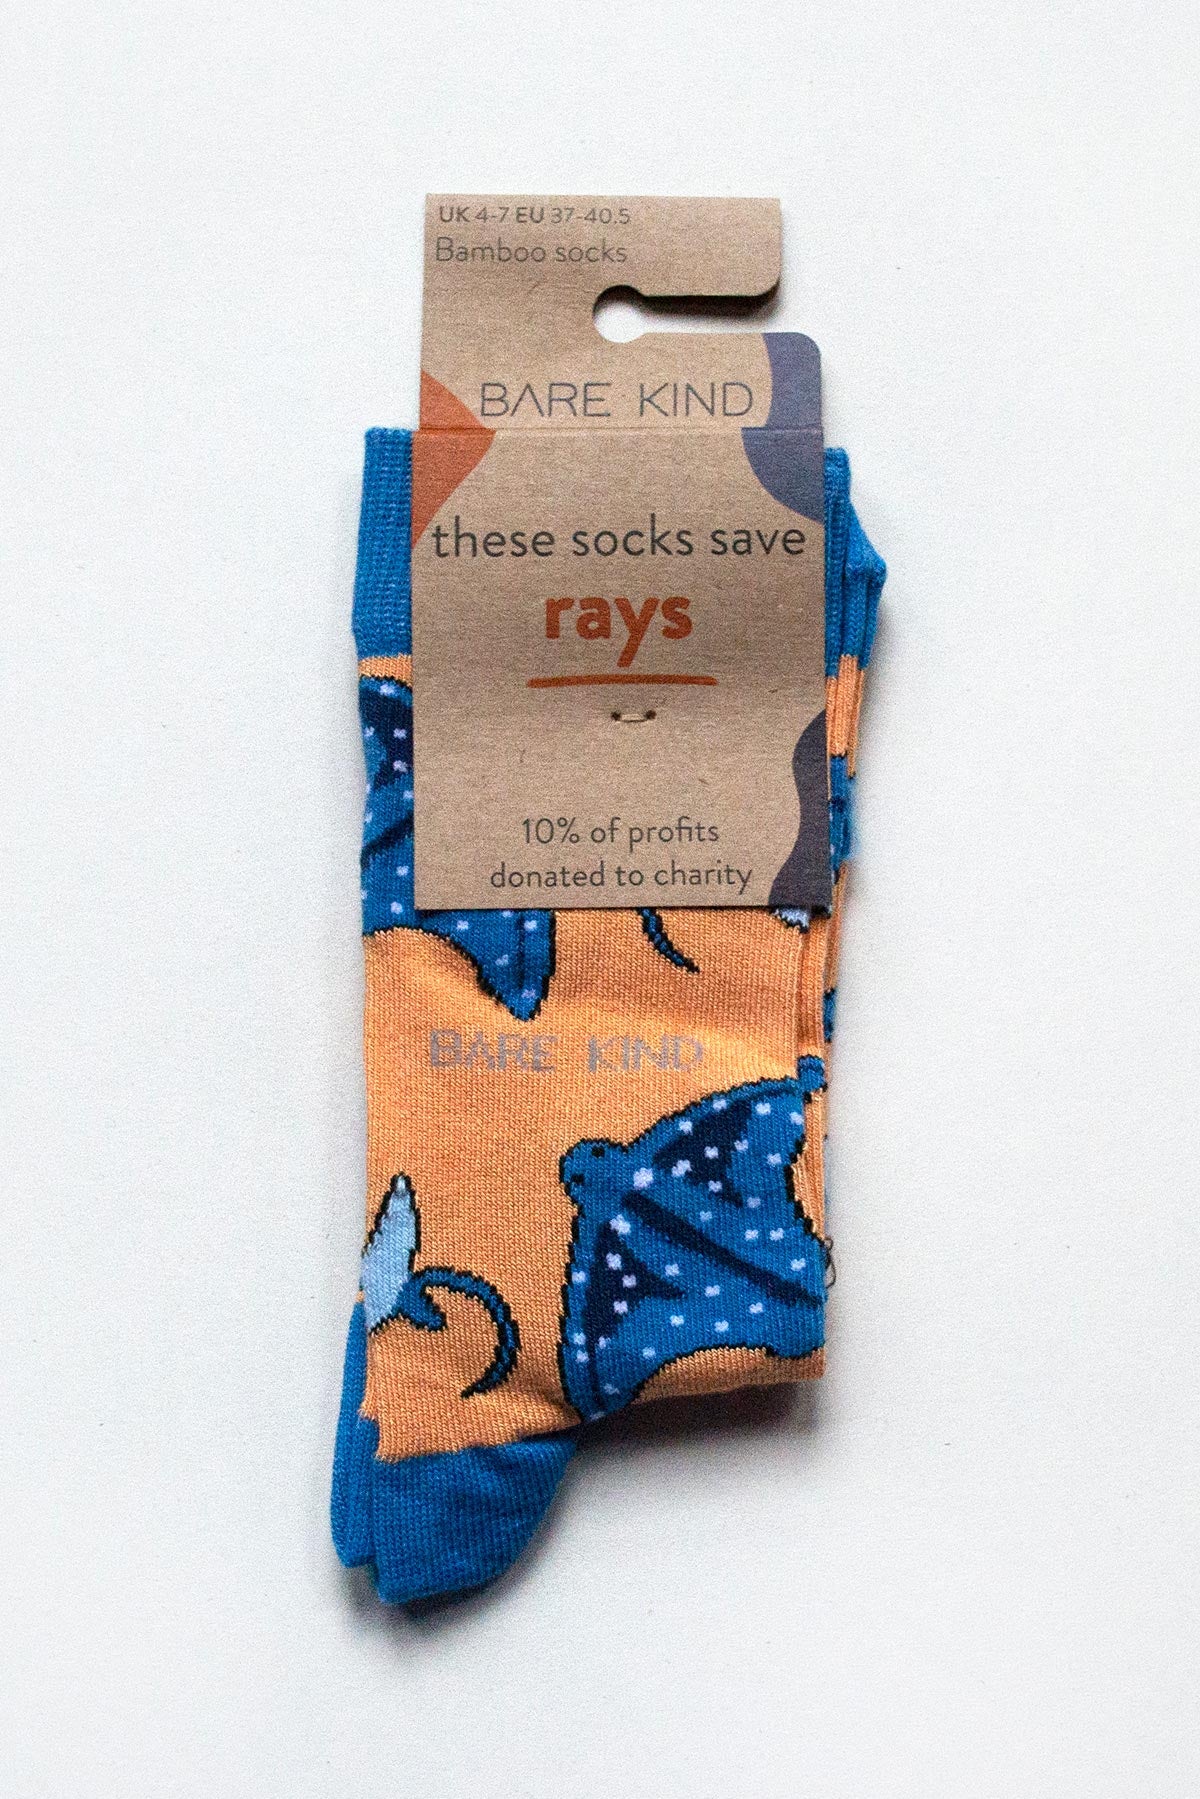 UK 4-7 EU 37-40.5
Bamboo socks
BARE KIND
these socks save
rays
10% of profits
donated to charity
BARE KIND